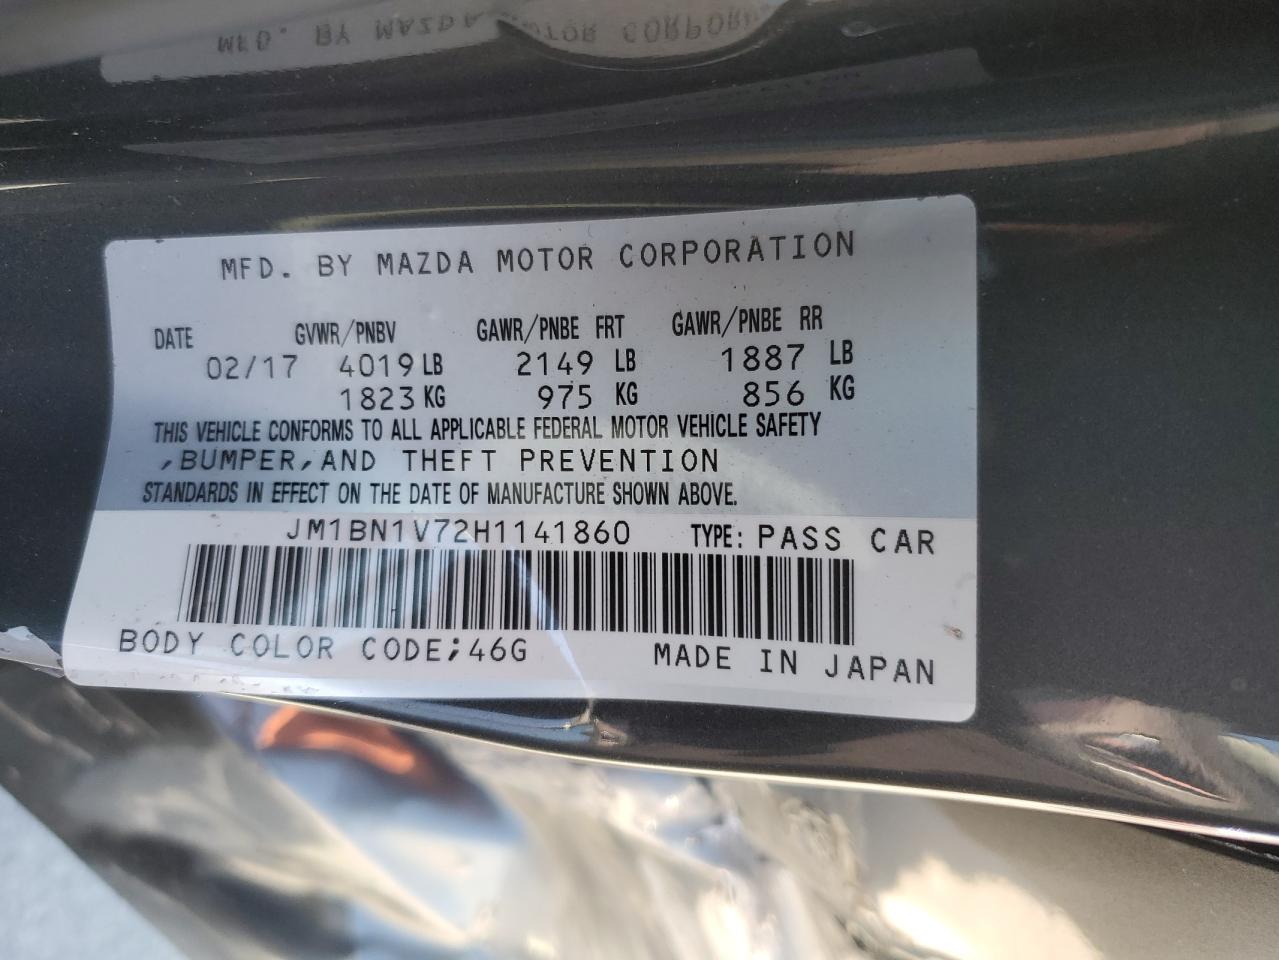 MFD. BY MAZDA MOTOR CORPORATION
DATE GVWR/PNBV GAWR/PNBE FRT GAWR/PNBE RR
02/17 4019 LB 2149 LB 1887 LB
1823 KG 975 KG 856 KG
THIS VEHICLE CONFORMS TO ALL APPLICABLE FEDERAL MOTOR VEHICLE SAFETY
,BUMPER,AND THEFT PREVENTION
STANDARDS IN EFFECT ON THE DATE OF MANUFACTURE SHOWN ABOVE.
JM1BN1V72H1141860 TYPE: PASS CAR
BODY COLOR CODE;46G MADE IN JAPAN